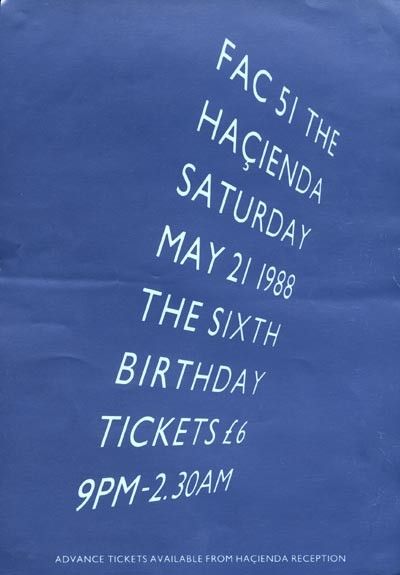 FAC 51 THE
HAÇIENDA
SATURDAY
MAY 21 1988
THE SIXTH
BIRTHDAY
TICKETS £6
9PM-2.30AM
ADVANCE TICKETS AVAILABLE FROM HAÇIENDA RECEPTION